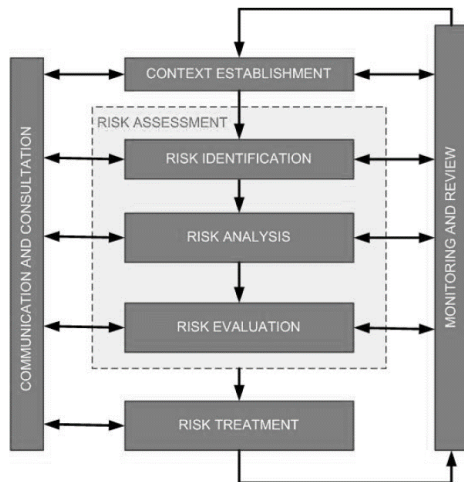 CONTEXT ESTABLISHMENT
RISK ASSESSMENT
RISK IDENTIFICATION
RISK ANALYSIS
RISK EVALUATION
RISK TREATMENT
COMMUNICATION AND CONSULTATION
MONITORING AND REVIEW